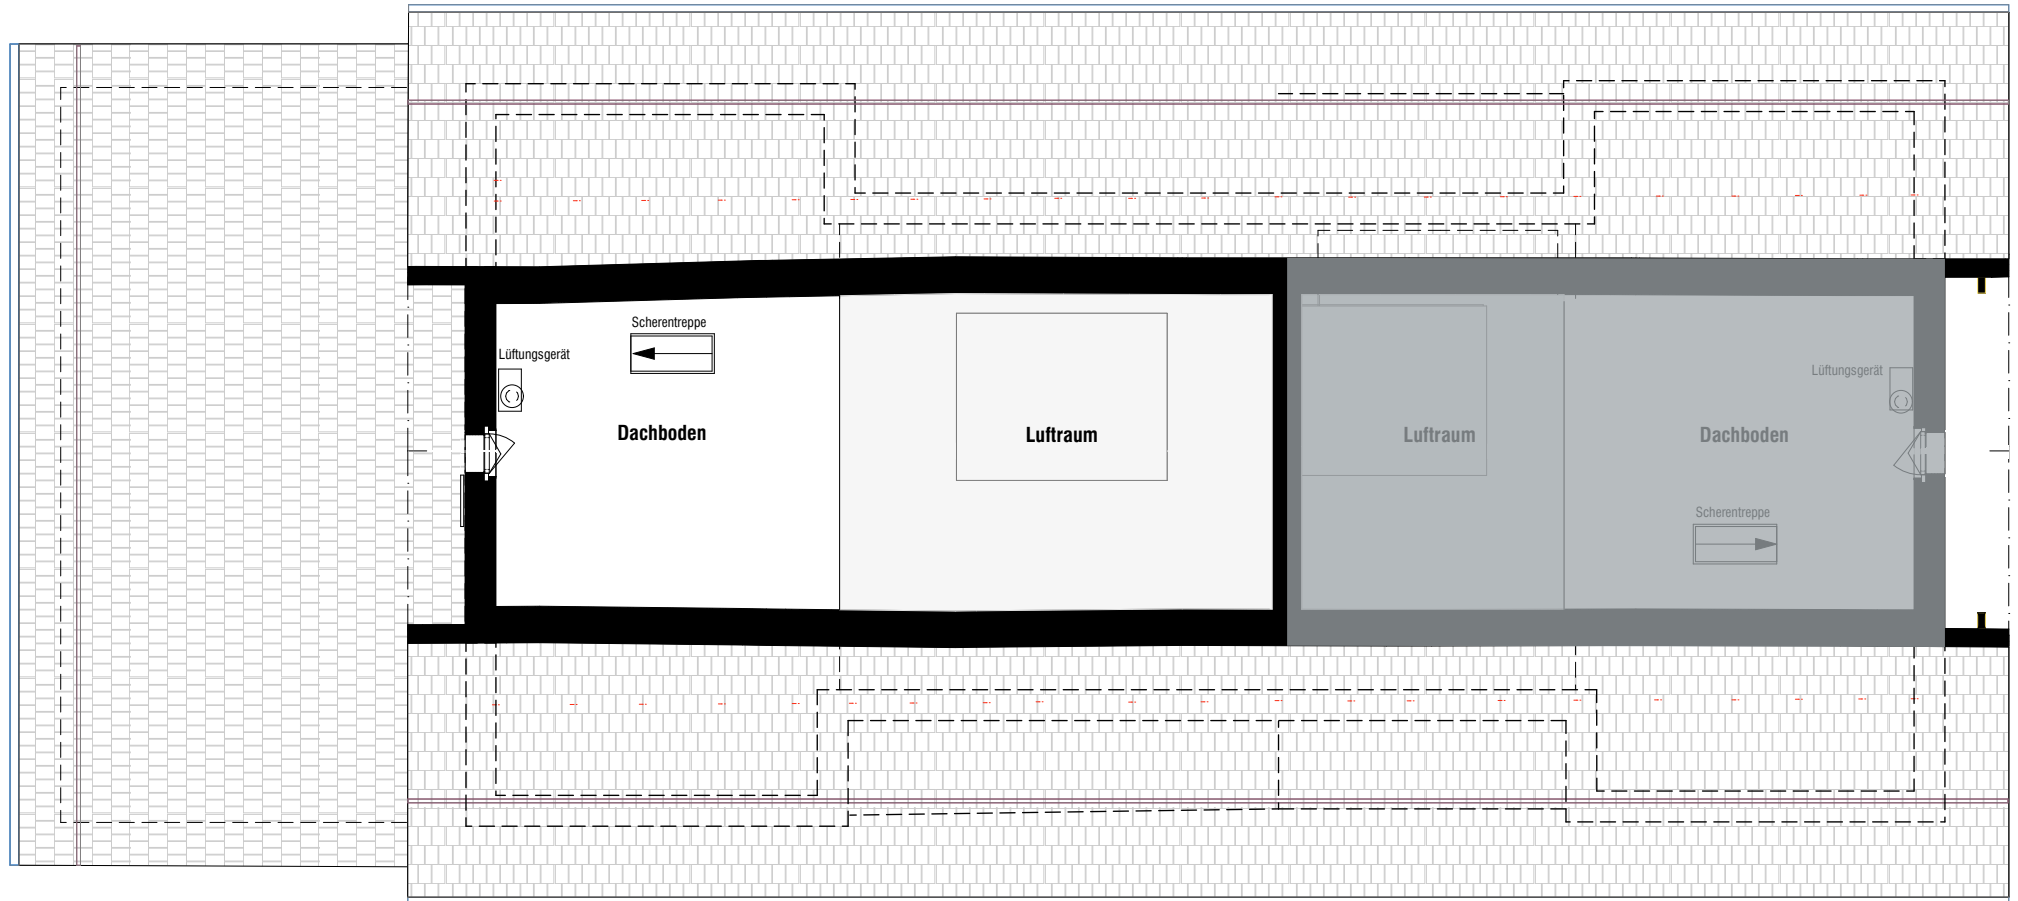 Scherentreppe
Lüftungsgerät
Dachboden
Luftraum
Luftraum
Lüftungsgerät
Dachboden
Scherentreppe